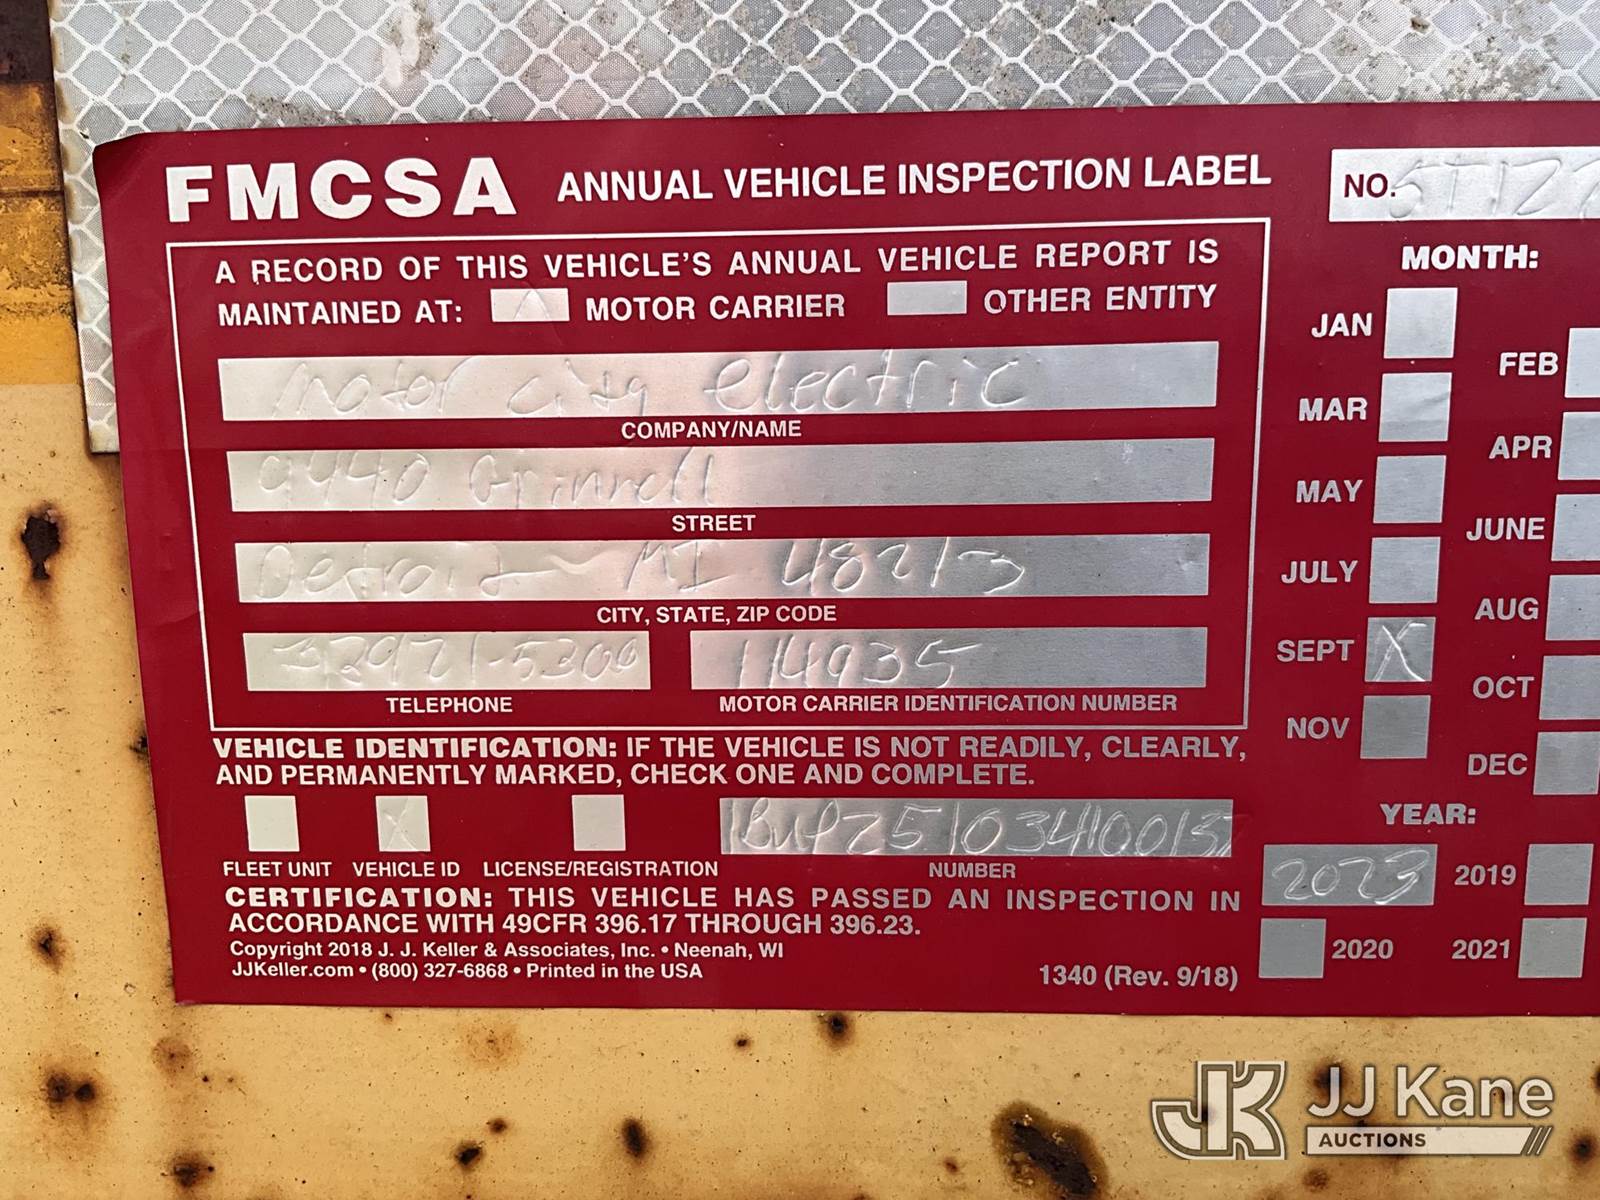 FMCSA ANNUAL VEHICLE INSPECTION LABEL
NO.
A RECORD OF THIS VEHICLE'S ANNUAL VEHICLE REPORT IS
MAINTAINED AT: X MOTOR CARRIER OTHER ENTITY
Motor City electric
COMPANY/NAME
9440 Grinnell
STREET
Detroit MI 48213
CITY, STATE, ZIP CODE
114935
TELEPHONE MOTOR CARRIER IDENTIFICATION NUMBER
VEHICLE IDENTIFICATION: IF THE VEHICLE IS NOT READILY, CLEARLY,
AND PERMANENTLY MARKED, CHECK ONE AND COMPLETE.
X
FLEET UNIT VEHICLE ID LICENSE/REGISTRATION NUMBER
CERTIFICATION: THIS VEHICLE HAS PASSED AN INSPECTION IN
ACCORDANCE WITH 49CFR 396.17 THROUGH 396.23.
Copyright 2018 J. J. Keller & Associates, Inc. • Neenah, WI
JJKeller.com • (800) 327-6868 • Printed in the USA
1340 (Rev. 9/18)
MONTH:
JAN
FEB
MAR
APR
MAY
JUNE
JULY
AUG
SEPT X
OCT
NOV
DEC
YEAR:
2023 2019
2020 2021
JK JJ Kane
AUCTIONS